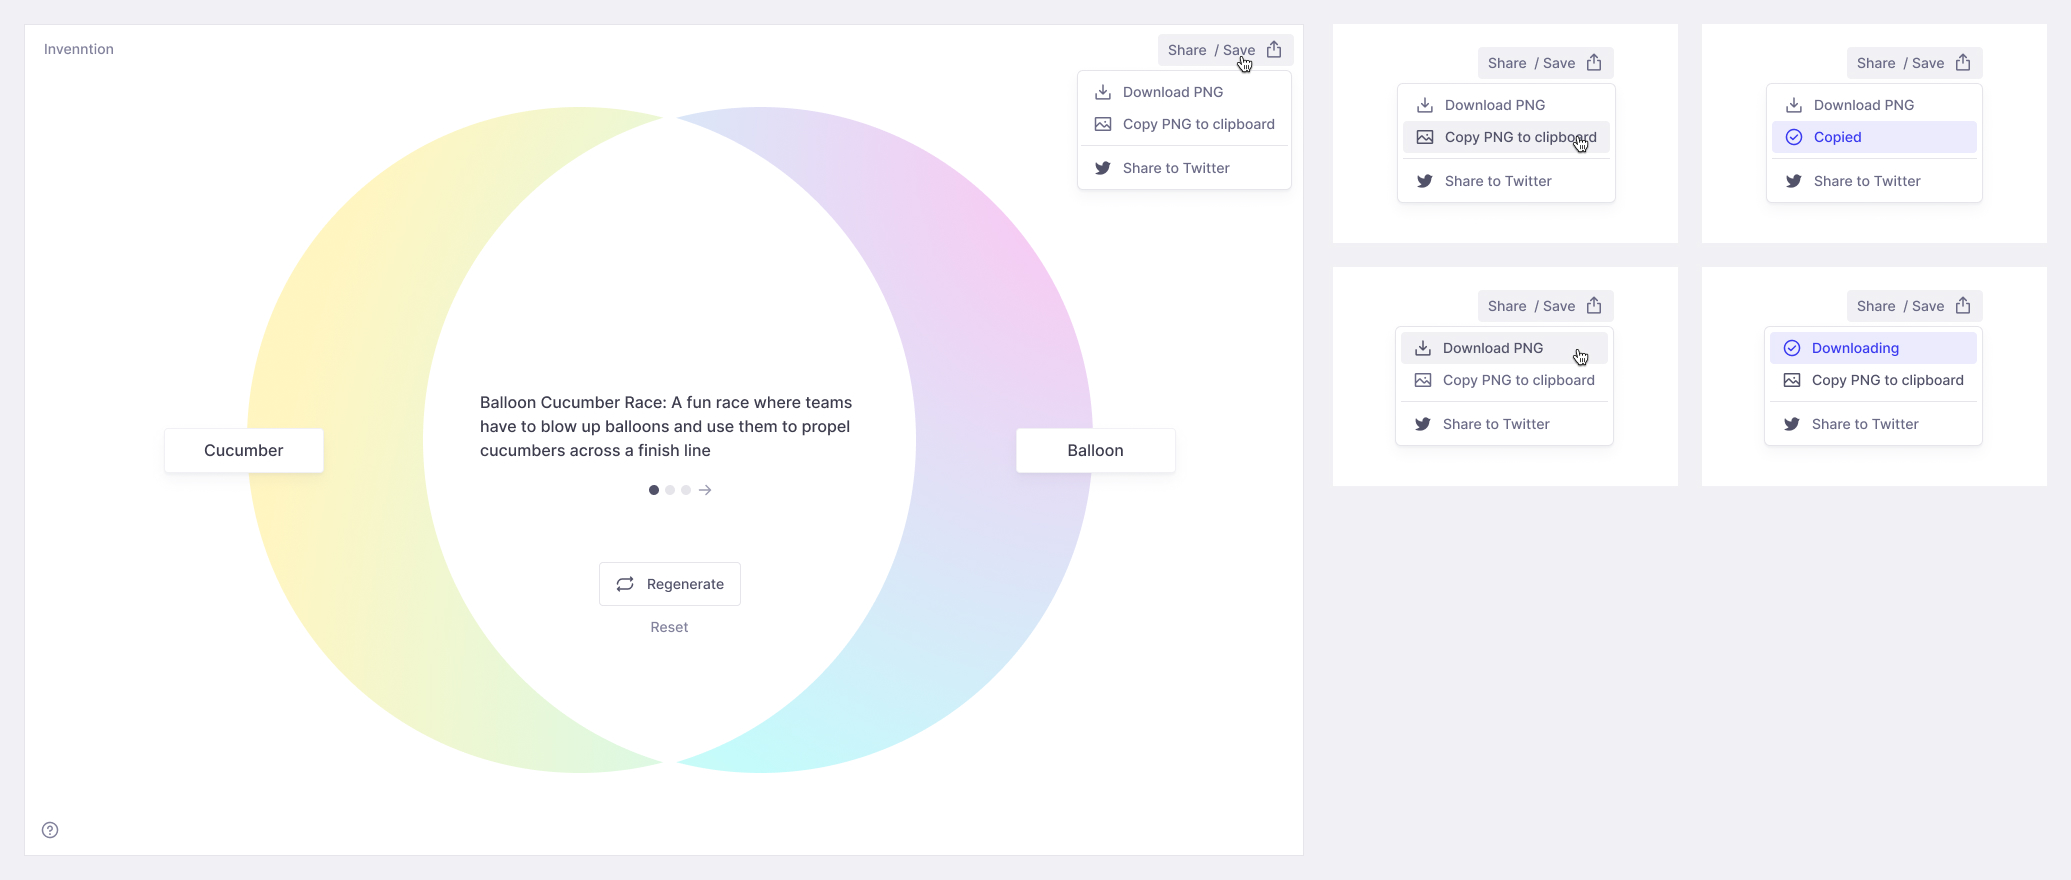 Invenntion
Share / Save
Download PNG
Copy PNG to clipboard
Share to Twitter
Cucumber
Balloon Cucumber Race: A fun race where teams
have to blow up balloons and use them to propel
cucumbers across a finish line
Balloon
Regenerate
Reset
Share / Save
Download PNG
Copy PNG to clipboard
Share to Twitter
Share / Save
Download PNG
Copied
Share to Twitter
Share / Save
Download PNG
Copy PNG to clipboard
Share to Twitter
Share / Save
Downloading
Copy PNG to clipboard
Share to Twitter